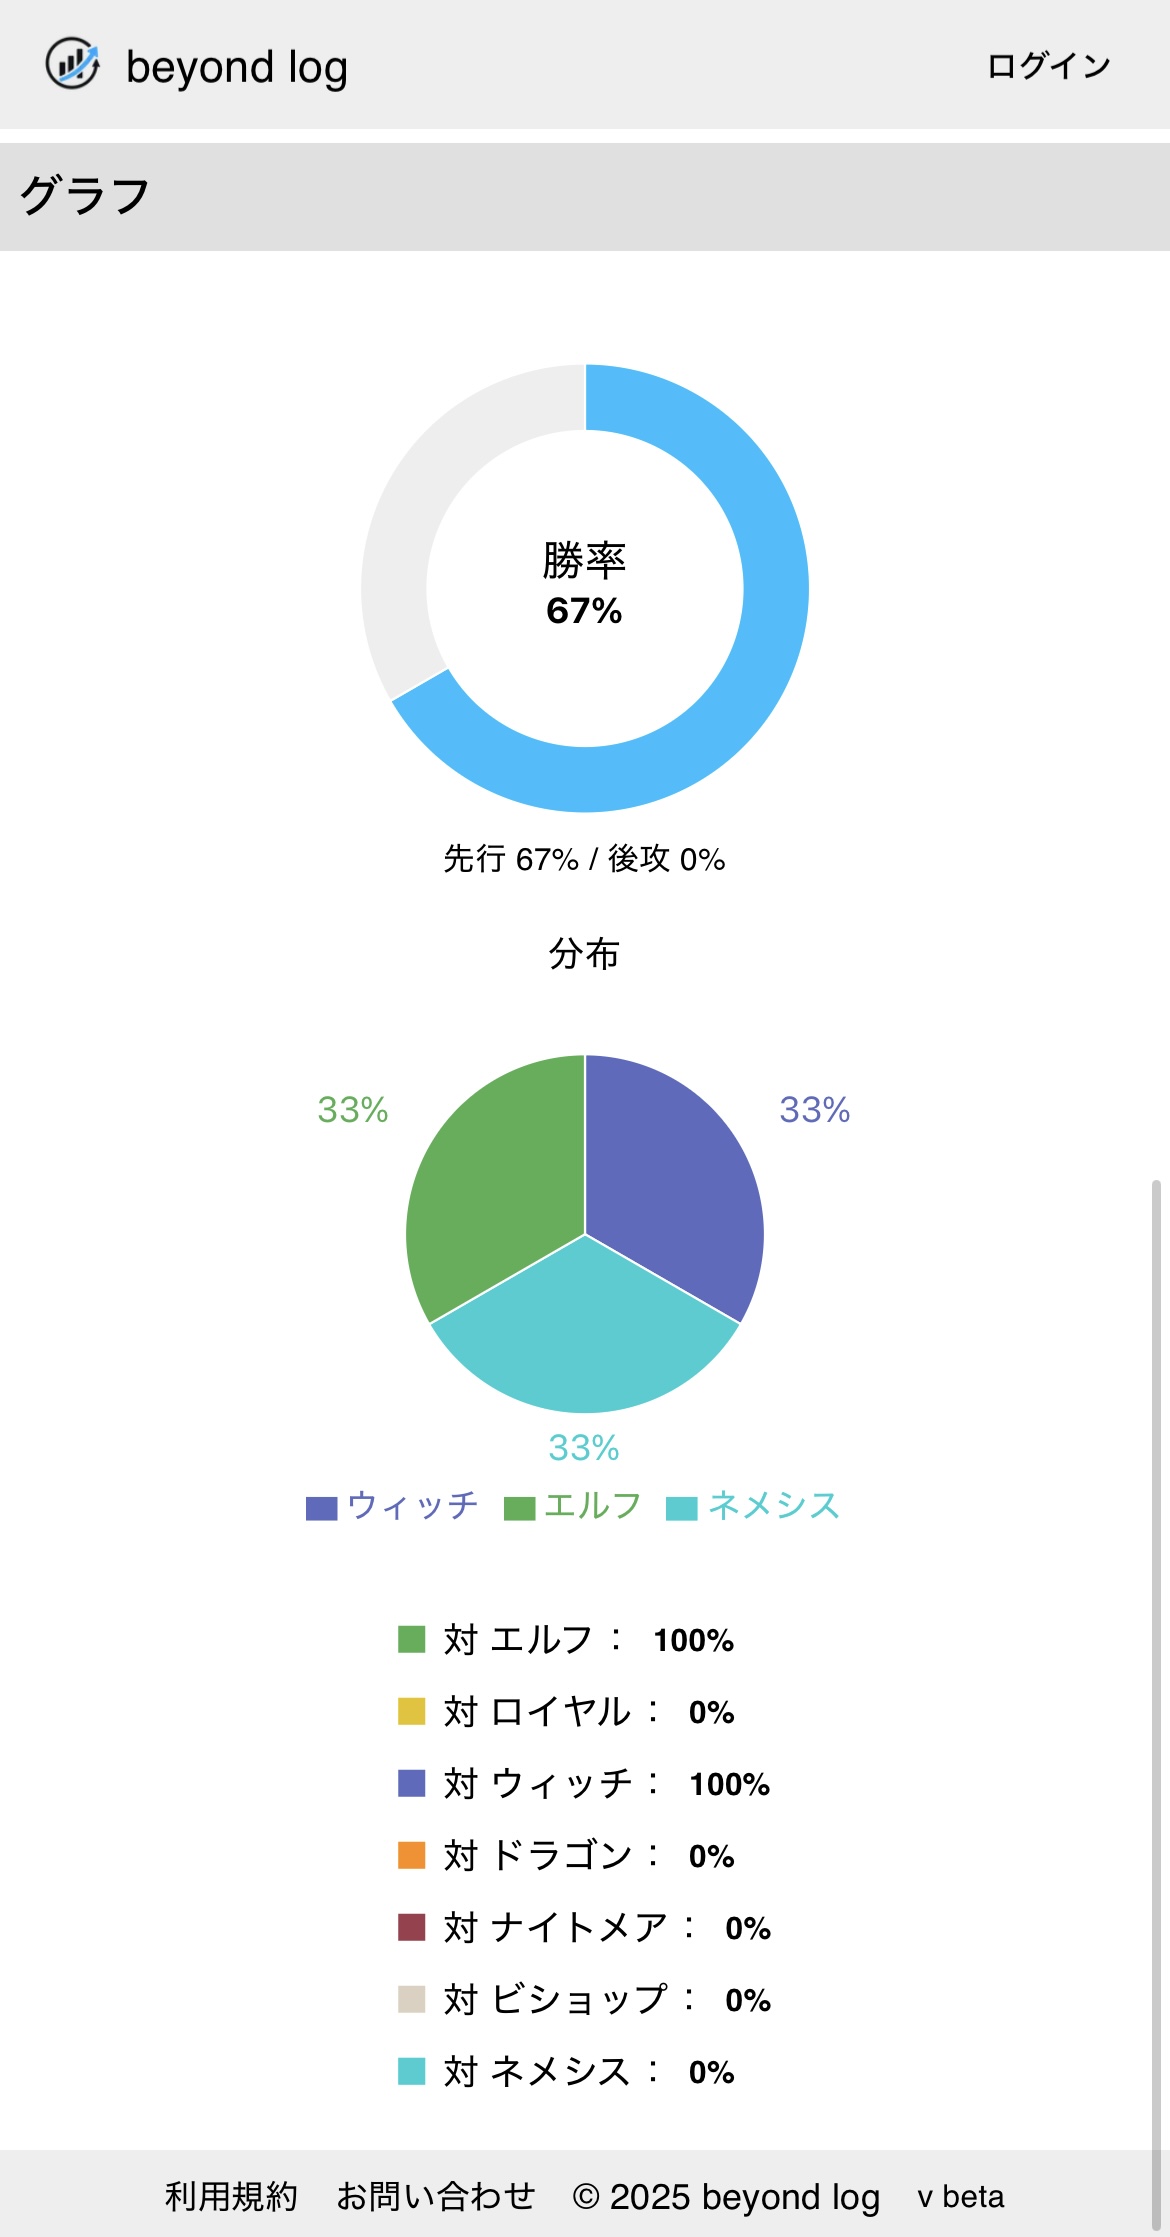 beyond log
ログイン
グラフ
勝率
67%
先行 67% / 後攻 0%
分布
33%
33%
33%
ウィッチ エルフ ネメシス
対 エルフ： 100%
対 ロイヤル： 0%
対 ウィッチ： 100%
対 ドラゴン： 0%
対 ナイトメア： 0%
対 ビショップ： 0%
対 ネメシス： 0%
利用規約 お問い合わせ © 2025 beyond log v beta